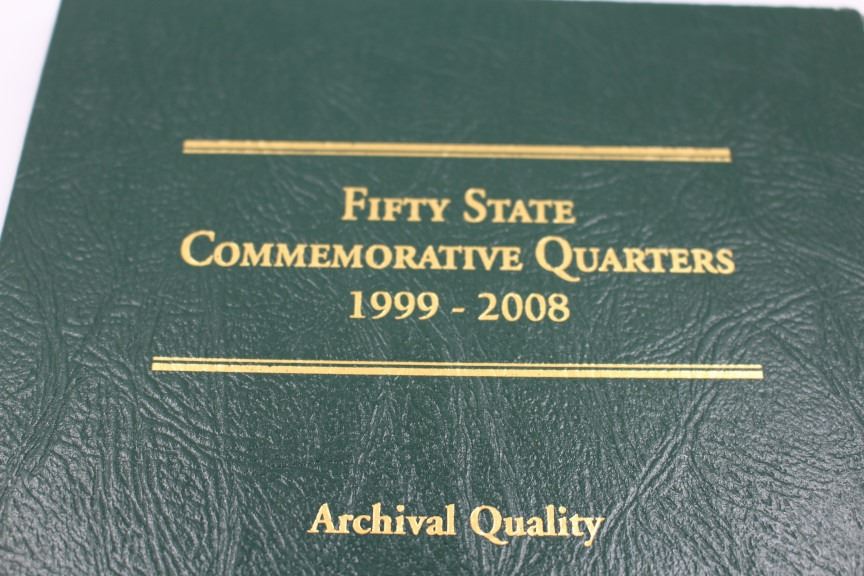 Fifty State
Commemorative Quarters
1999 - 2008
Archival Quality